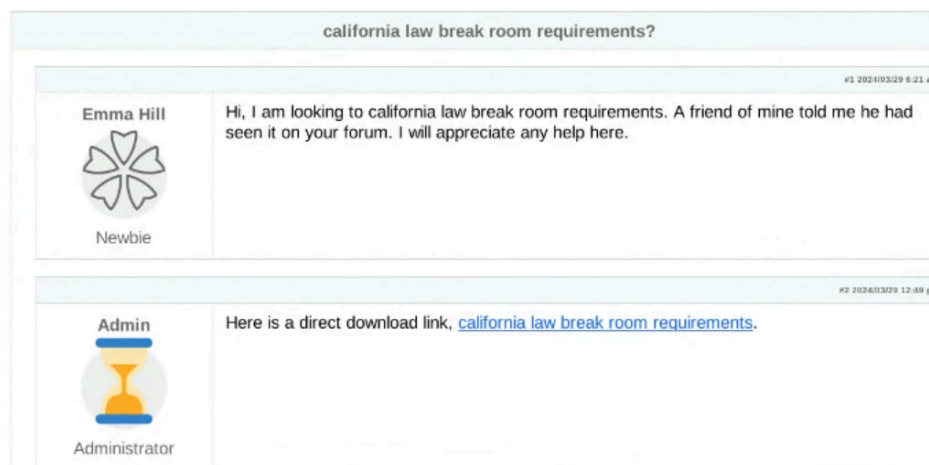 california law break room requirements?
#1 2024/03/29 6:21
Emma Hill
Hi, I am looking to california law break room requirements. A friend of mine told me he had
seen it on your forum. I will appreciate any help here.
Newbie
#2 2024/03/29 12:49
Admin
Here is a direct download link, california law break room requirements.
Administrator